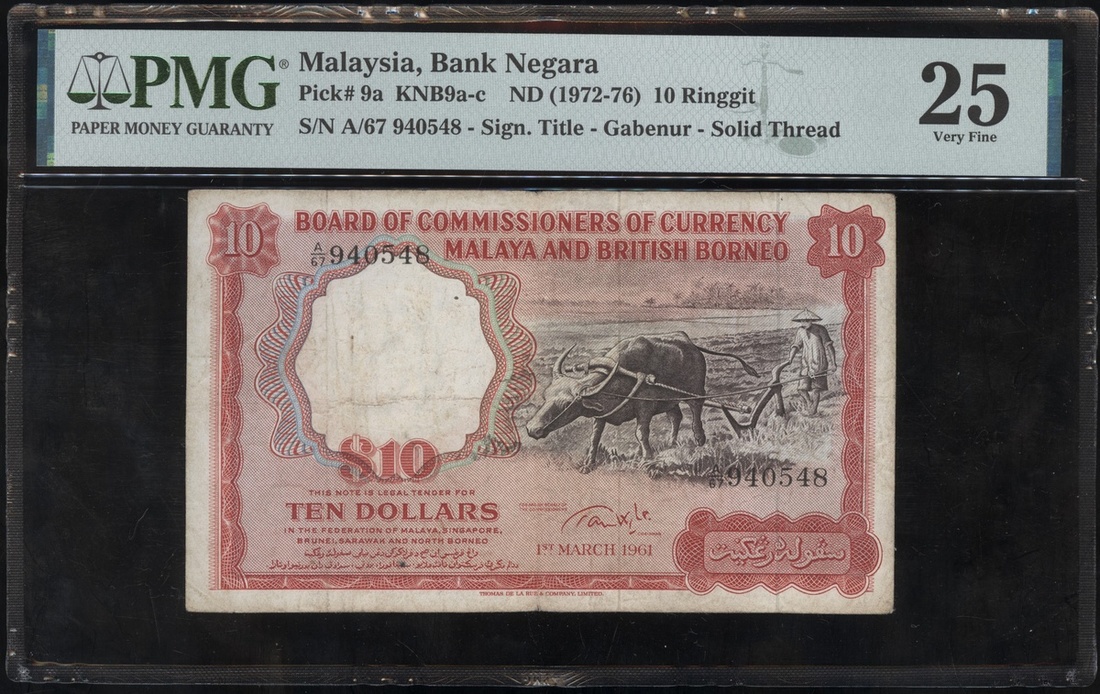 PMG®
PAPER MONEY GUARANTY
Malaysia, Bank Negara
Pick# 9a KNB9a-c ND (1972-76) 10 Ringgit
S/N A/67 940548 - Sign. Title - Gabenur - Solid Thread
25
Very Fine
10
BOARD OF COMMISSIONERS OF CURRENCY
MALAYA AND BRITISH BORNEO
10
A/67 940548
$10
A/67 940548
THIS NOTE IS LEGAL TENDER FOR
TEN DOLLARS
IN THE FEDERATION OF MALAYA, SINGAPORE,
BRUNEI, SARAWAK AND NORTH BORNEO
1ST MARCH 1961
سڤوله رڠݢيت
THOMAS DE LA RUE & COMPANY, LIMITED.